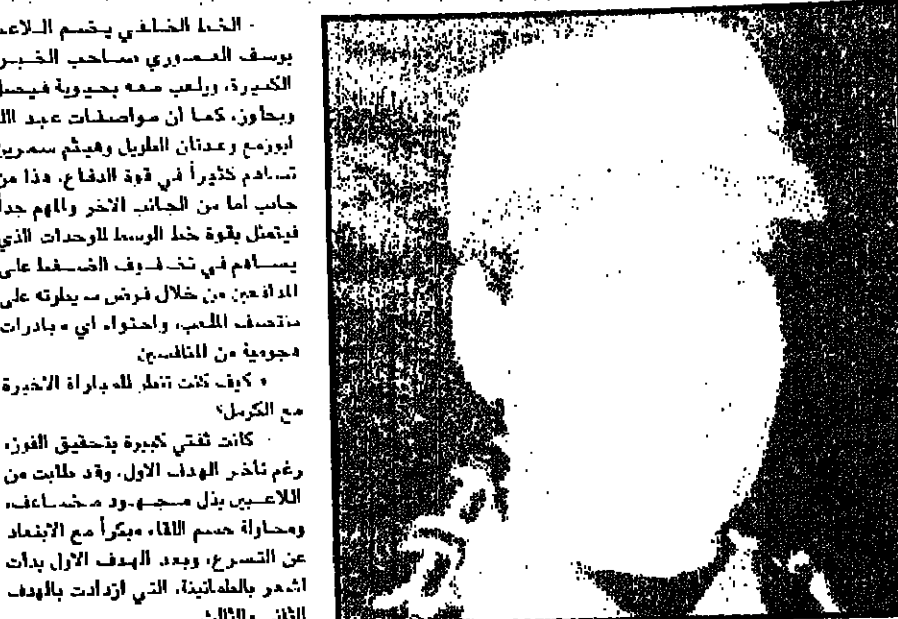 - الخط الخلفي يضم اللاعب
يوسف العموري صاحب الخبرة
الكبيرة، ويلعب معه بحيوية فيصل
ويحاوز، كما أن مواصفات عبد الله
ابوزمع وعدنان الطويل وهيثم سمرين
تساهم كثيراً في قوة الدفاع. هذا من
جانب اما من الجانب الاخر والمهم جداً
فيتمثل بقوة خط الوسط للوحدات الذي
يساهم في تخفيف الضغط على
المدافعين من خلال فرض سيطرته على
منتصف الملعب، واحتواء اي مبادرات
هجومية من المنافسين
• كيف كنت تنظر للمباراة الاخيرة
مع الكرمل؟
- كانت ثقتي كبيرة بتحقيق الفوز،
رغم تأخر الهدف الاول، وقد طلبت من
اللاعبين بذل مجهود مضاعف،
ومحاولة حسم اللقاء مبكراً مع الابتعاد
عن التسرع، وبعد الهدف الاول بدأت
اشعر بالطمانينة، التي ازدادت بالهدف
الثاني والثالث